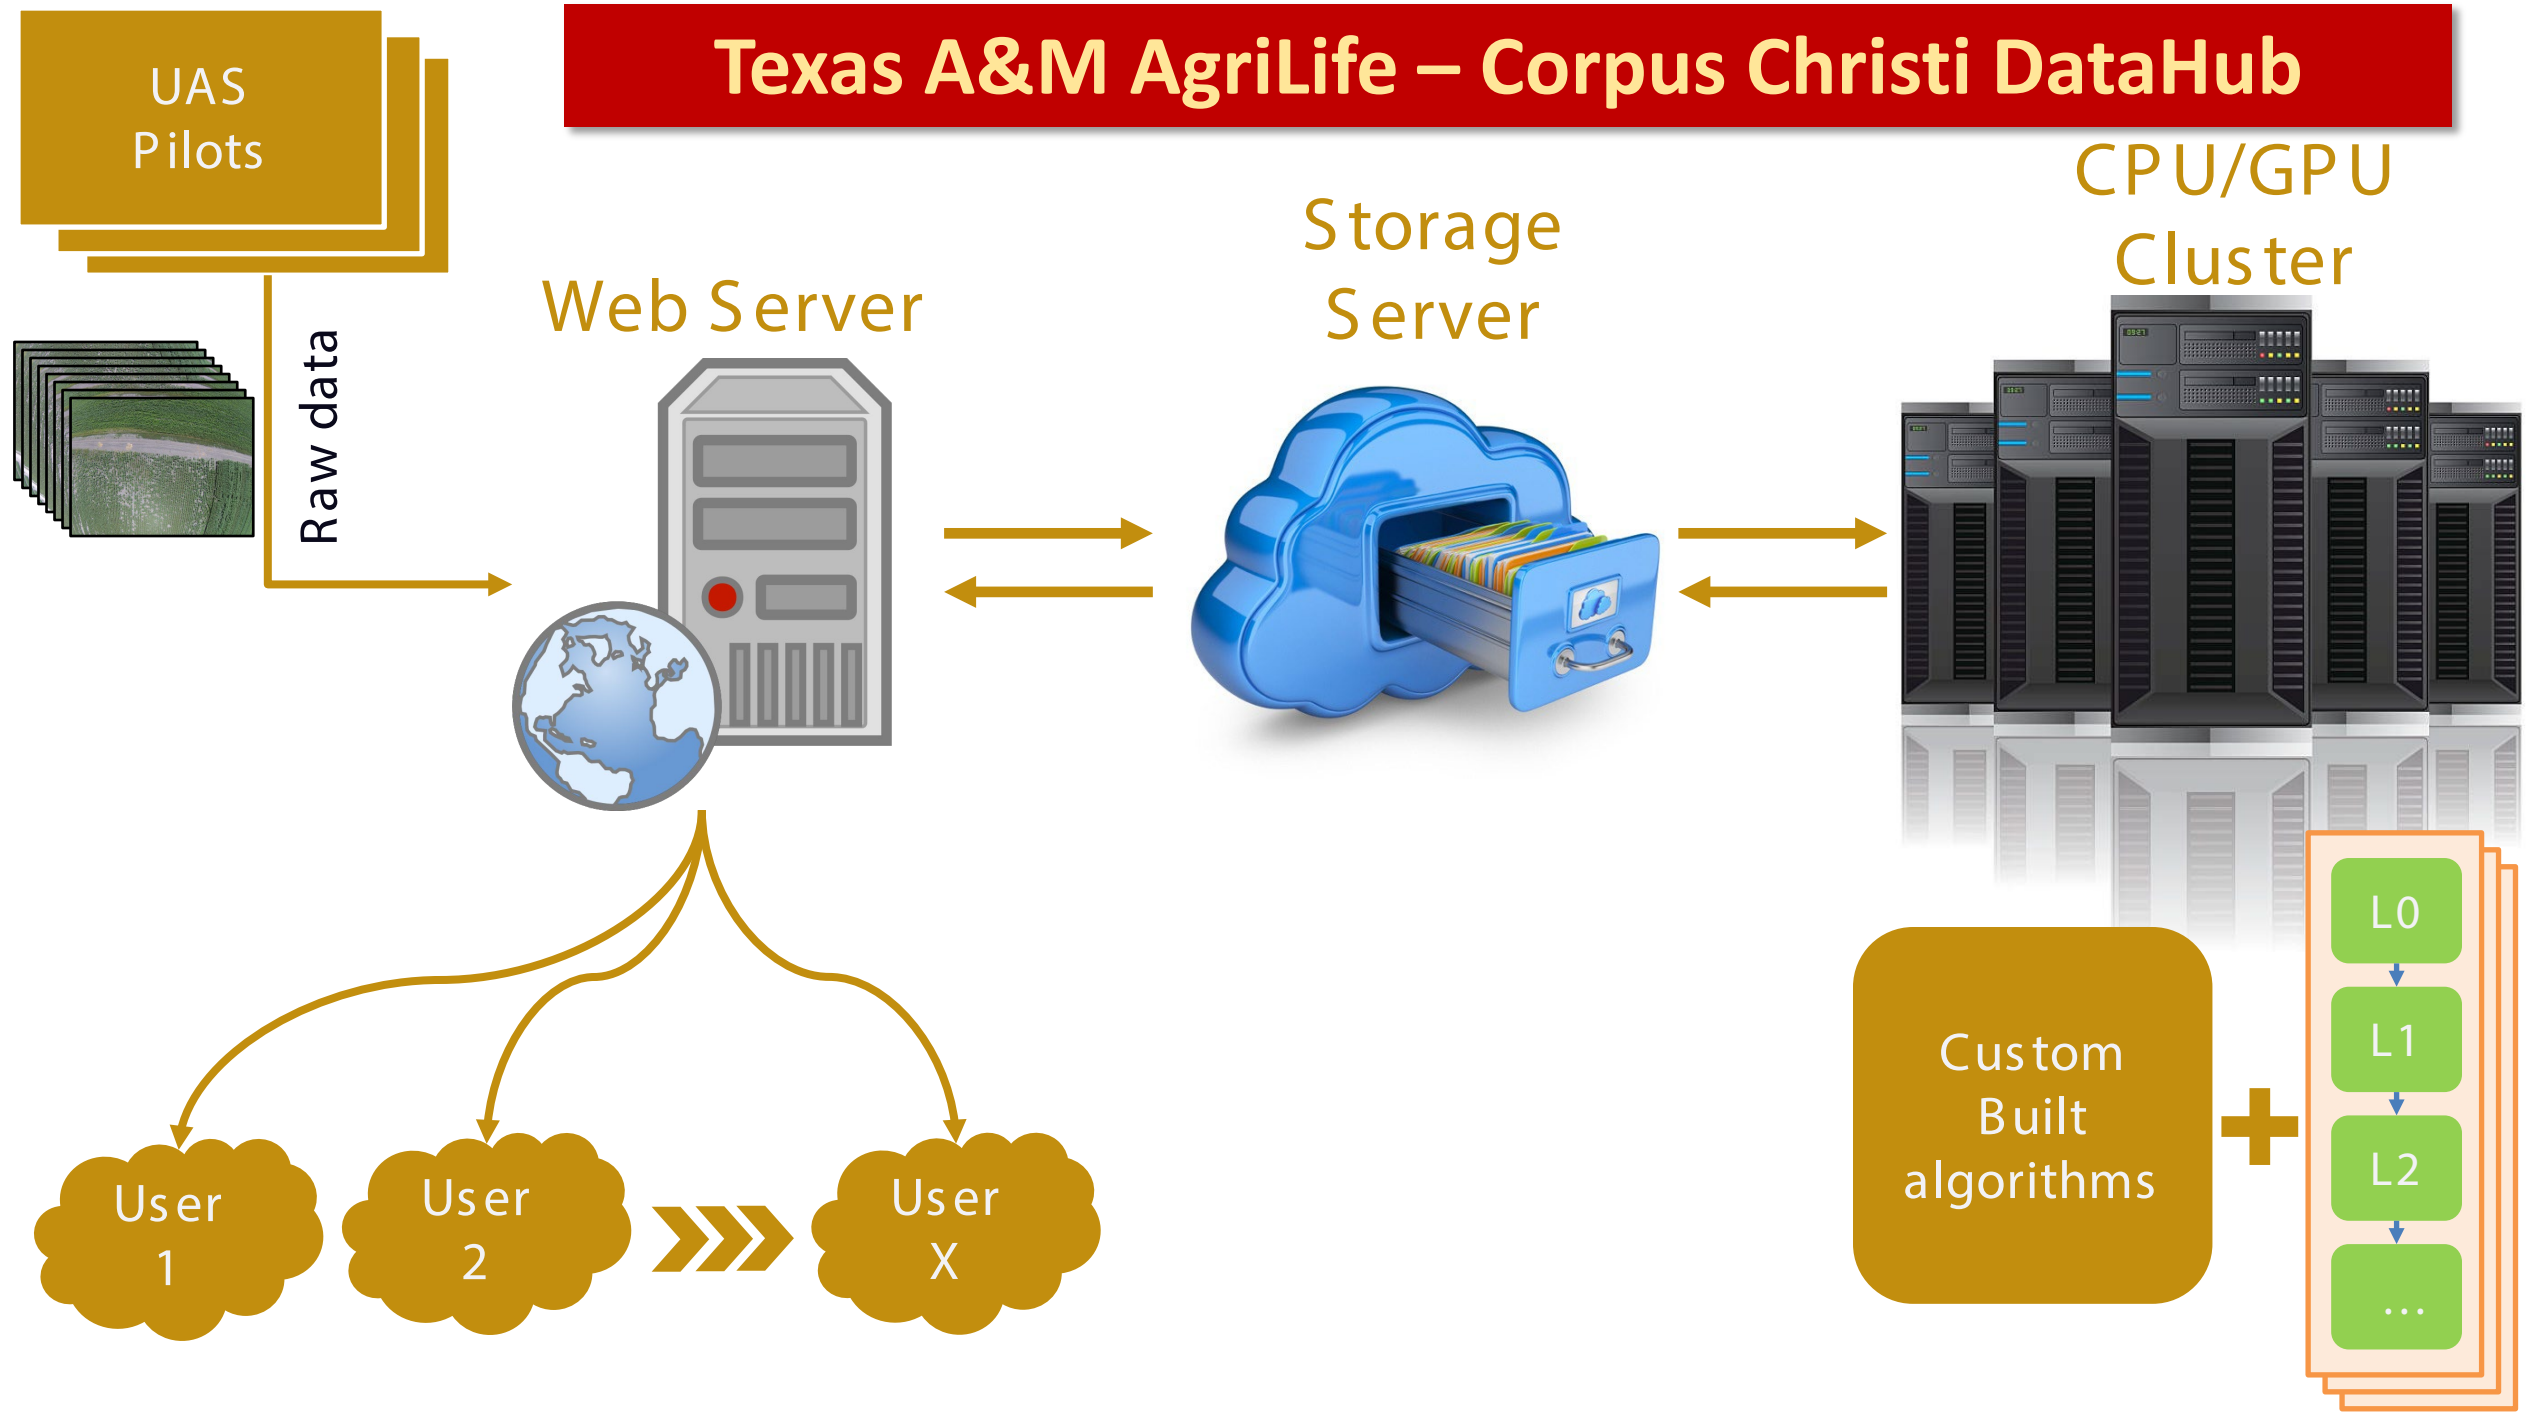 Texas A&M AgriLife – Corpus Christi DataHub
UAS
Pilots
Raw data
Web Server
Storage
Server
CPU/GPU
Cluster
User
1
User
2
User
X
Custom
Built
algorithms
L0
L1
L2
...